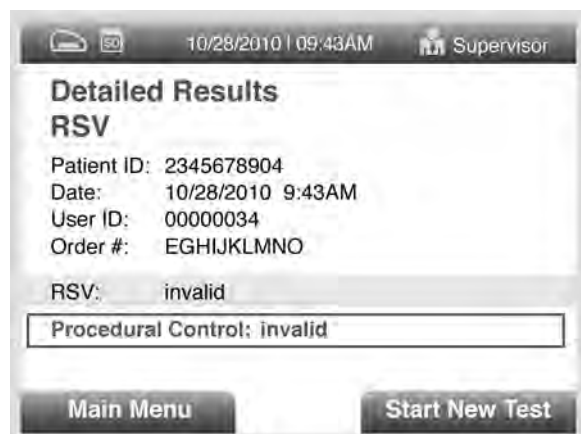 SD 10/28/2010 | 09:43AM Supervisor
Detailed Results
RSV
Patient ID: 2345678904
Date: 10/28/2010 9:43AM
User ID: 00000034
Order #: EGHIJKLMNO
RSV: invalid
Procedural Control: invalid
Main Menu Start New Test